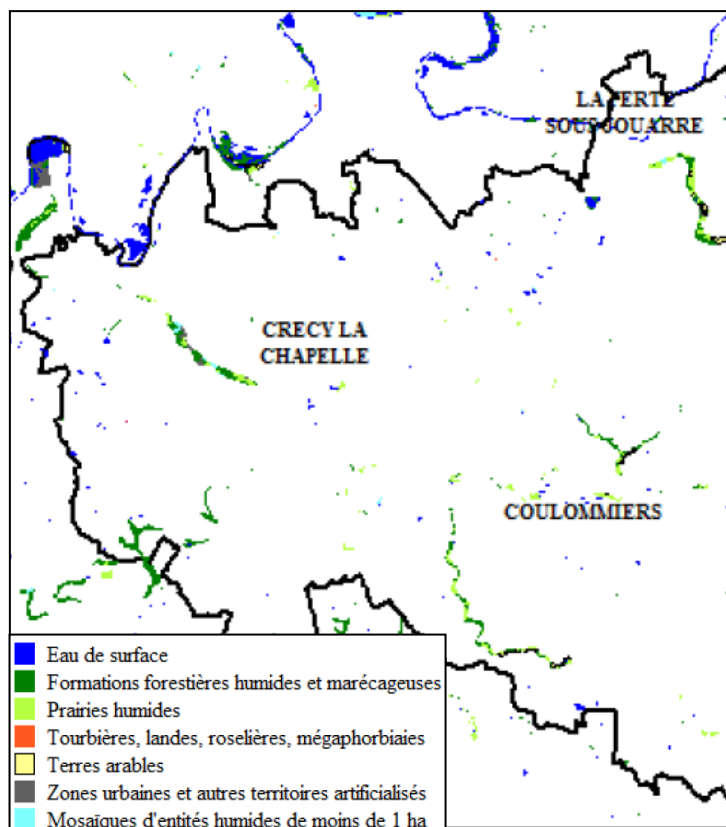 LA FERTE
SOUS JOUARRE
CRECY LA
CHAPELLE
COULOMMIERS
Eau de surface
Formations forestières humides et marécageuses
Prairies humides
Tourbières, landes, roselières, mégaphorbiaies
Terres arables
Zones urbaines et autres territoires artificialisés
Mosaïques d'entités humides de moins de 1 ha